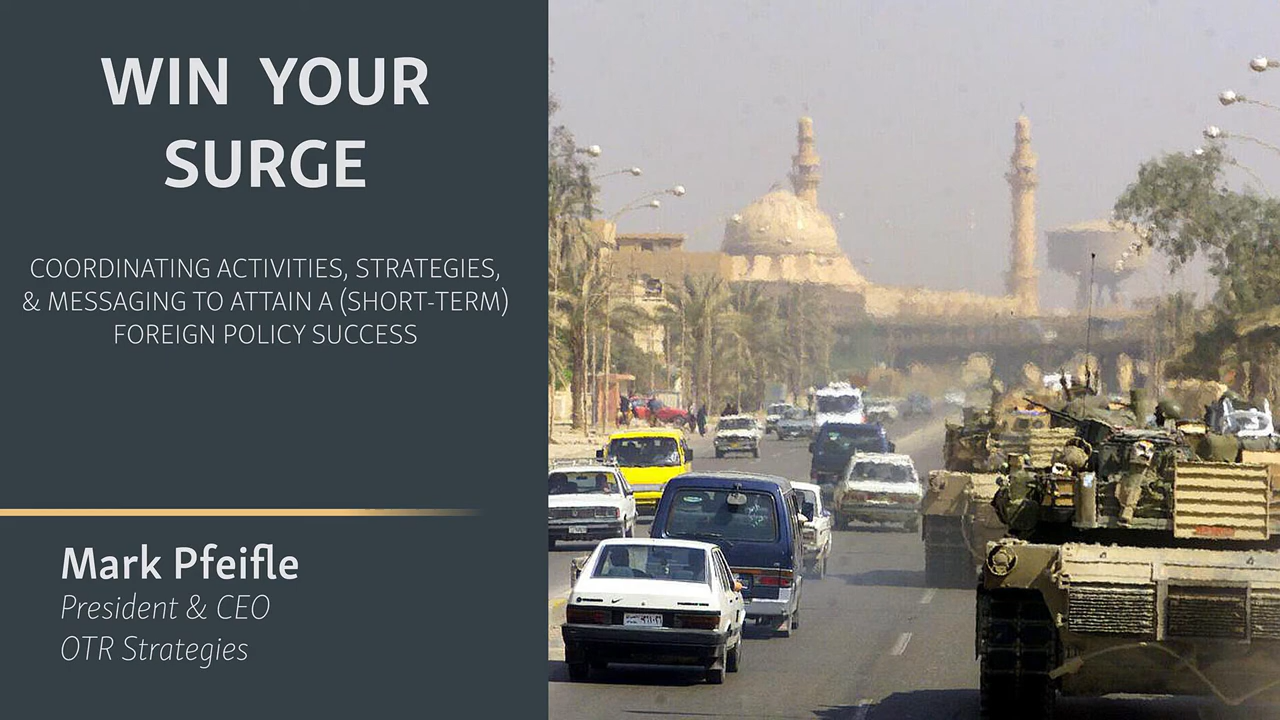 WIN YOUR
SURGE
COORDINATING ACTIVITIES, STRATEGIES,
& MESSAGING TO ATTAIN A (SHORT-TERM)
FOREIGN POLICY SUCCESS
Mark Pfeifle
President & CEO
OTR Strategies